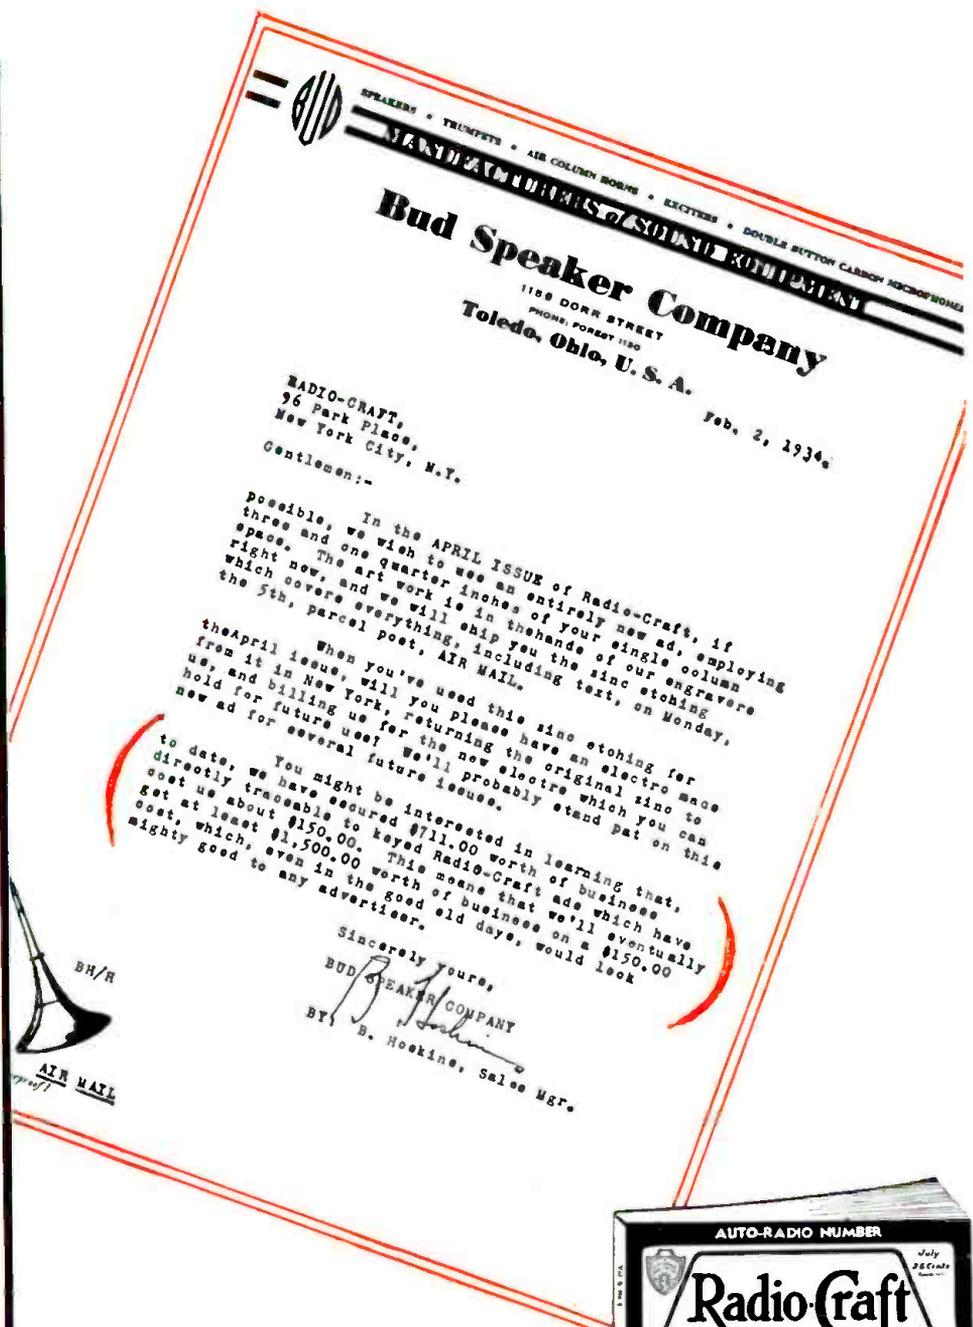 BUD
SPEAKERS • TRUMPETS • AIR COLUMN HORNS • EXCITERS • DOUBLE BUTTON CARBON MICROPHONES
MANUFACTURERS of SOUND EQUIPMENT
Bud Speaker Company
1156 DORR STREET
PHONE, FOREST 1130
Toledo, Ohio, U. S. A.
Feb. 2, 1934.
RADIO-CRAFT,
96 Park Place,
New York City, N.Y.
Gentlemen:-
In the APRIL ISSUE of Radio-Craft, if
possible, we wish to use an entirely new ad, employing
three and one quarter inches of your single column
space. The art work is in thehands of our engravers
right now, and we will ship you the zinc etching
which covers everything, including text, on Monday,
the 5th, parcel post, AIR MAIL.
When you've used this zinc etching for
theApril issue, will you please have an electro made
from it in New York, returning the original zinc to
us, and billing us for the new electro which you can
hold for future use? We'll probably stand pat on this
new ad for several future issues.
You might be interested in learning that,
to date, we have secured $711.00 worth of business
directly traceable to keyed Radio-Craft ads which have
cost us about $150.00. This means that we'll eventually
get at least $1,500.00 worth of business on a $150.00
cost, which, even in the good old days, would look
mighty good to any advertiser.
Sincerely yours,
BUD SPEAKER COMPANY
B. Hoskins
BY, B. Hoskins, Sales Mgr.
BH/H
AIR MAIL
AUTO-RADIO NUMBER
July
25 Cents
Radio-Craft